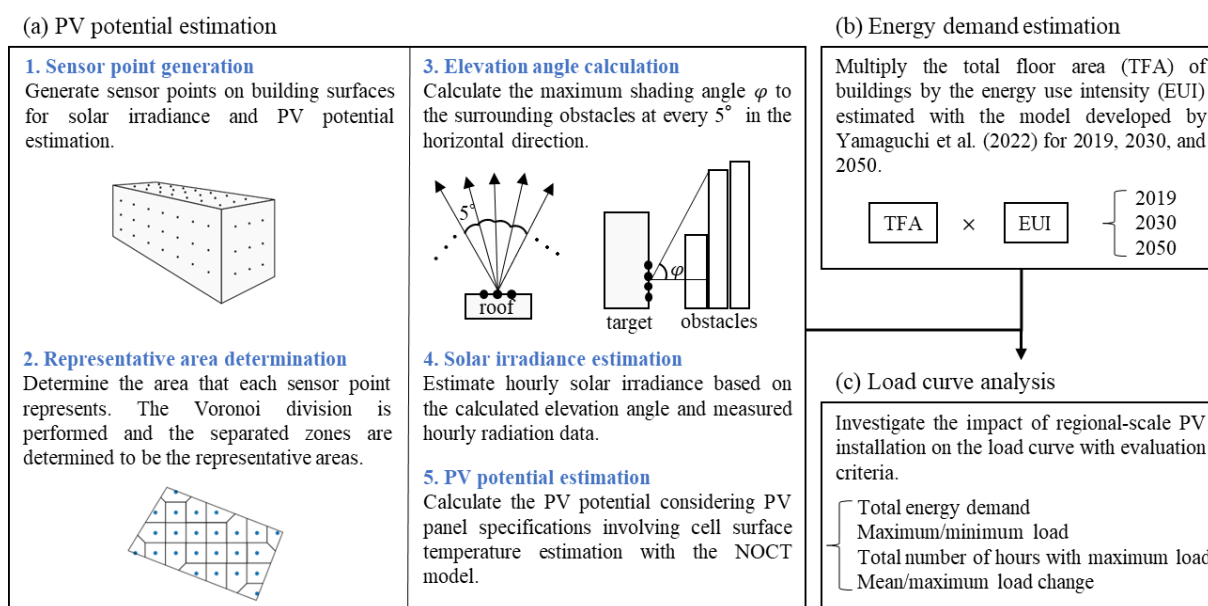 (a) PV potential estimation
1. Sensor point generation
Generate sensor points on building surfaces
for solar irradiance and PV potential
estimation.
2. Representative area determination
Determine the area that each sensor point
represents. The Voronoi division is
performed and the separated zones are
determined to be the representative areas.
3. Elevation angle calculation
Calculate the maximum shading angle φ to
the surrounding obstacles at every 5° in the
horizontal direction.
5°
roof
φ
target
obstacles
4. Solar irradiance estimation
Estimate hourly solar irradiance based on
the calculated elevation angle and measured
hourly radiation data.
5. PV potential estimation
Calculate the PV potential considering PV
panel specifications involving cell surface
temperature estimation with the NOCT
model.
(b) Energy demand estimation
Multiply the total floor area (TFA) of
buildings by the energy use intensity (EUI)
estimated with the model developed by
Yamaguchi et al. (2022) for 2019, 2030, and
2050.
TFA × EUI
2019
2030
2050
(c) Load curve analysis
Investigate the impact of regional-scale PV
installation on the load curve with evaluation
criteria.
Total energy demand
Maximum/minimum load
Total number of hours with maximum load
Mean/maximum load change